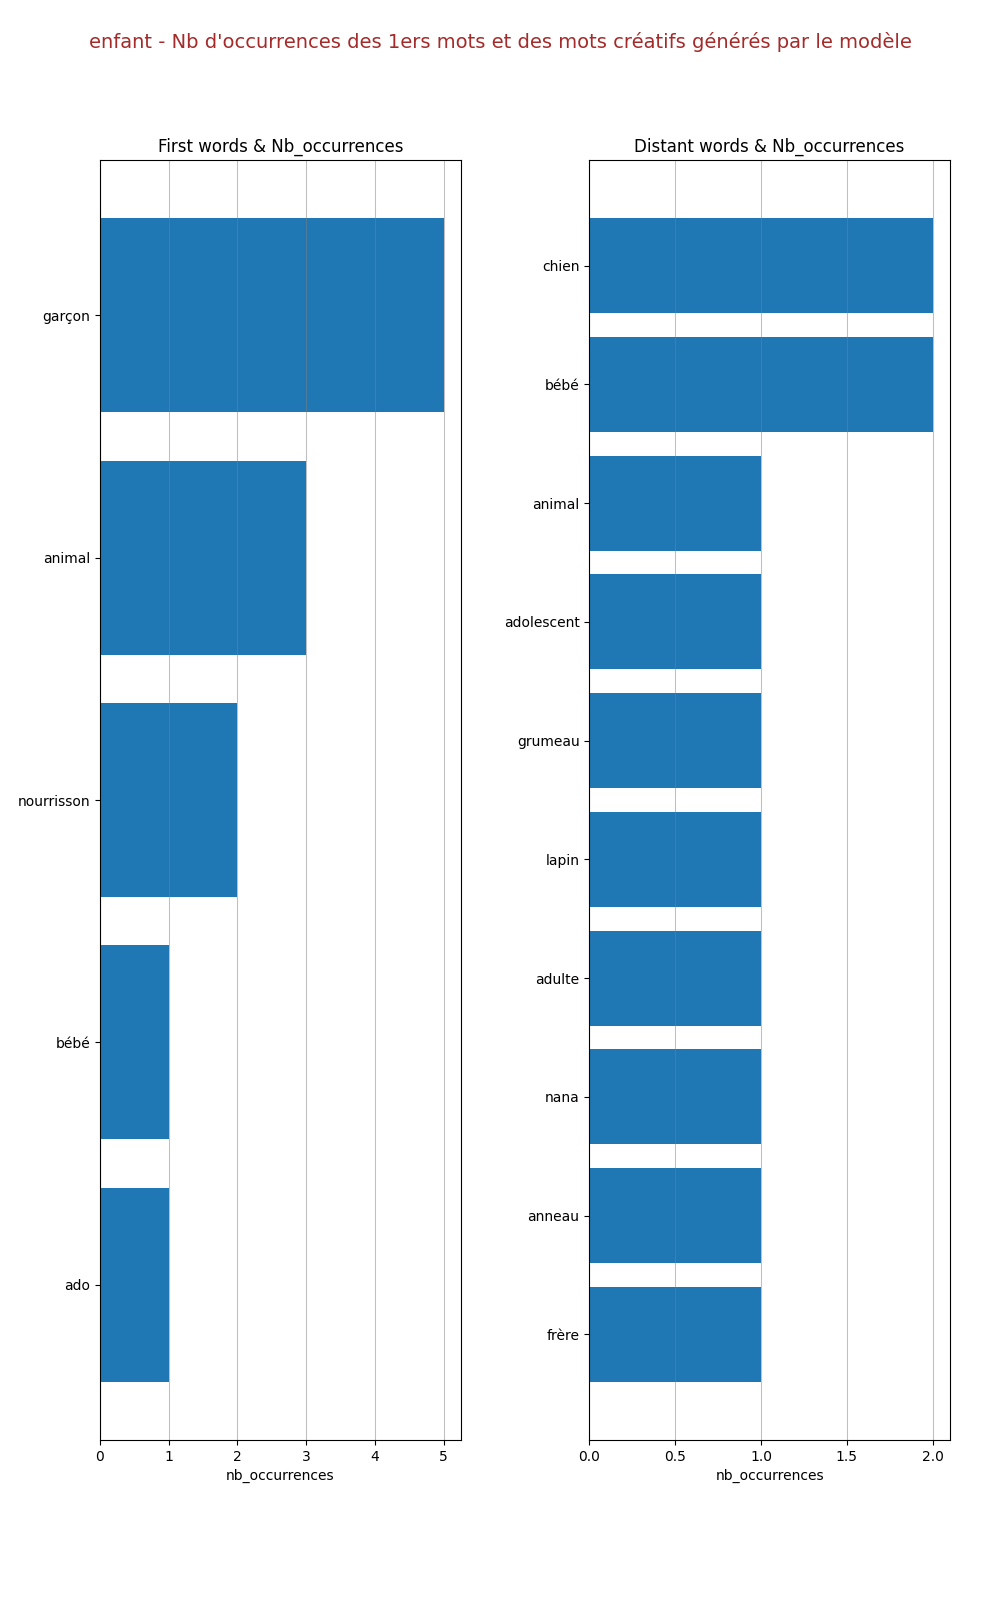 enfant - Nb d'occurrences des 1ers mots et des mots créatifs générés par le modèle
First words & Nb_occurrences
garçon
animal
nourrisson
bébé
ado
0 1 2 3 4 5
nb_occurrences
Distant words & Nb_occurrences
chien
bébé
animal
adolescent
grumeau
lapin
adulte
nana
anneau
frère
0.0 0.5 1.0 1.5 2.0
nb_occurrences